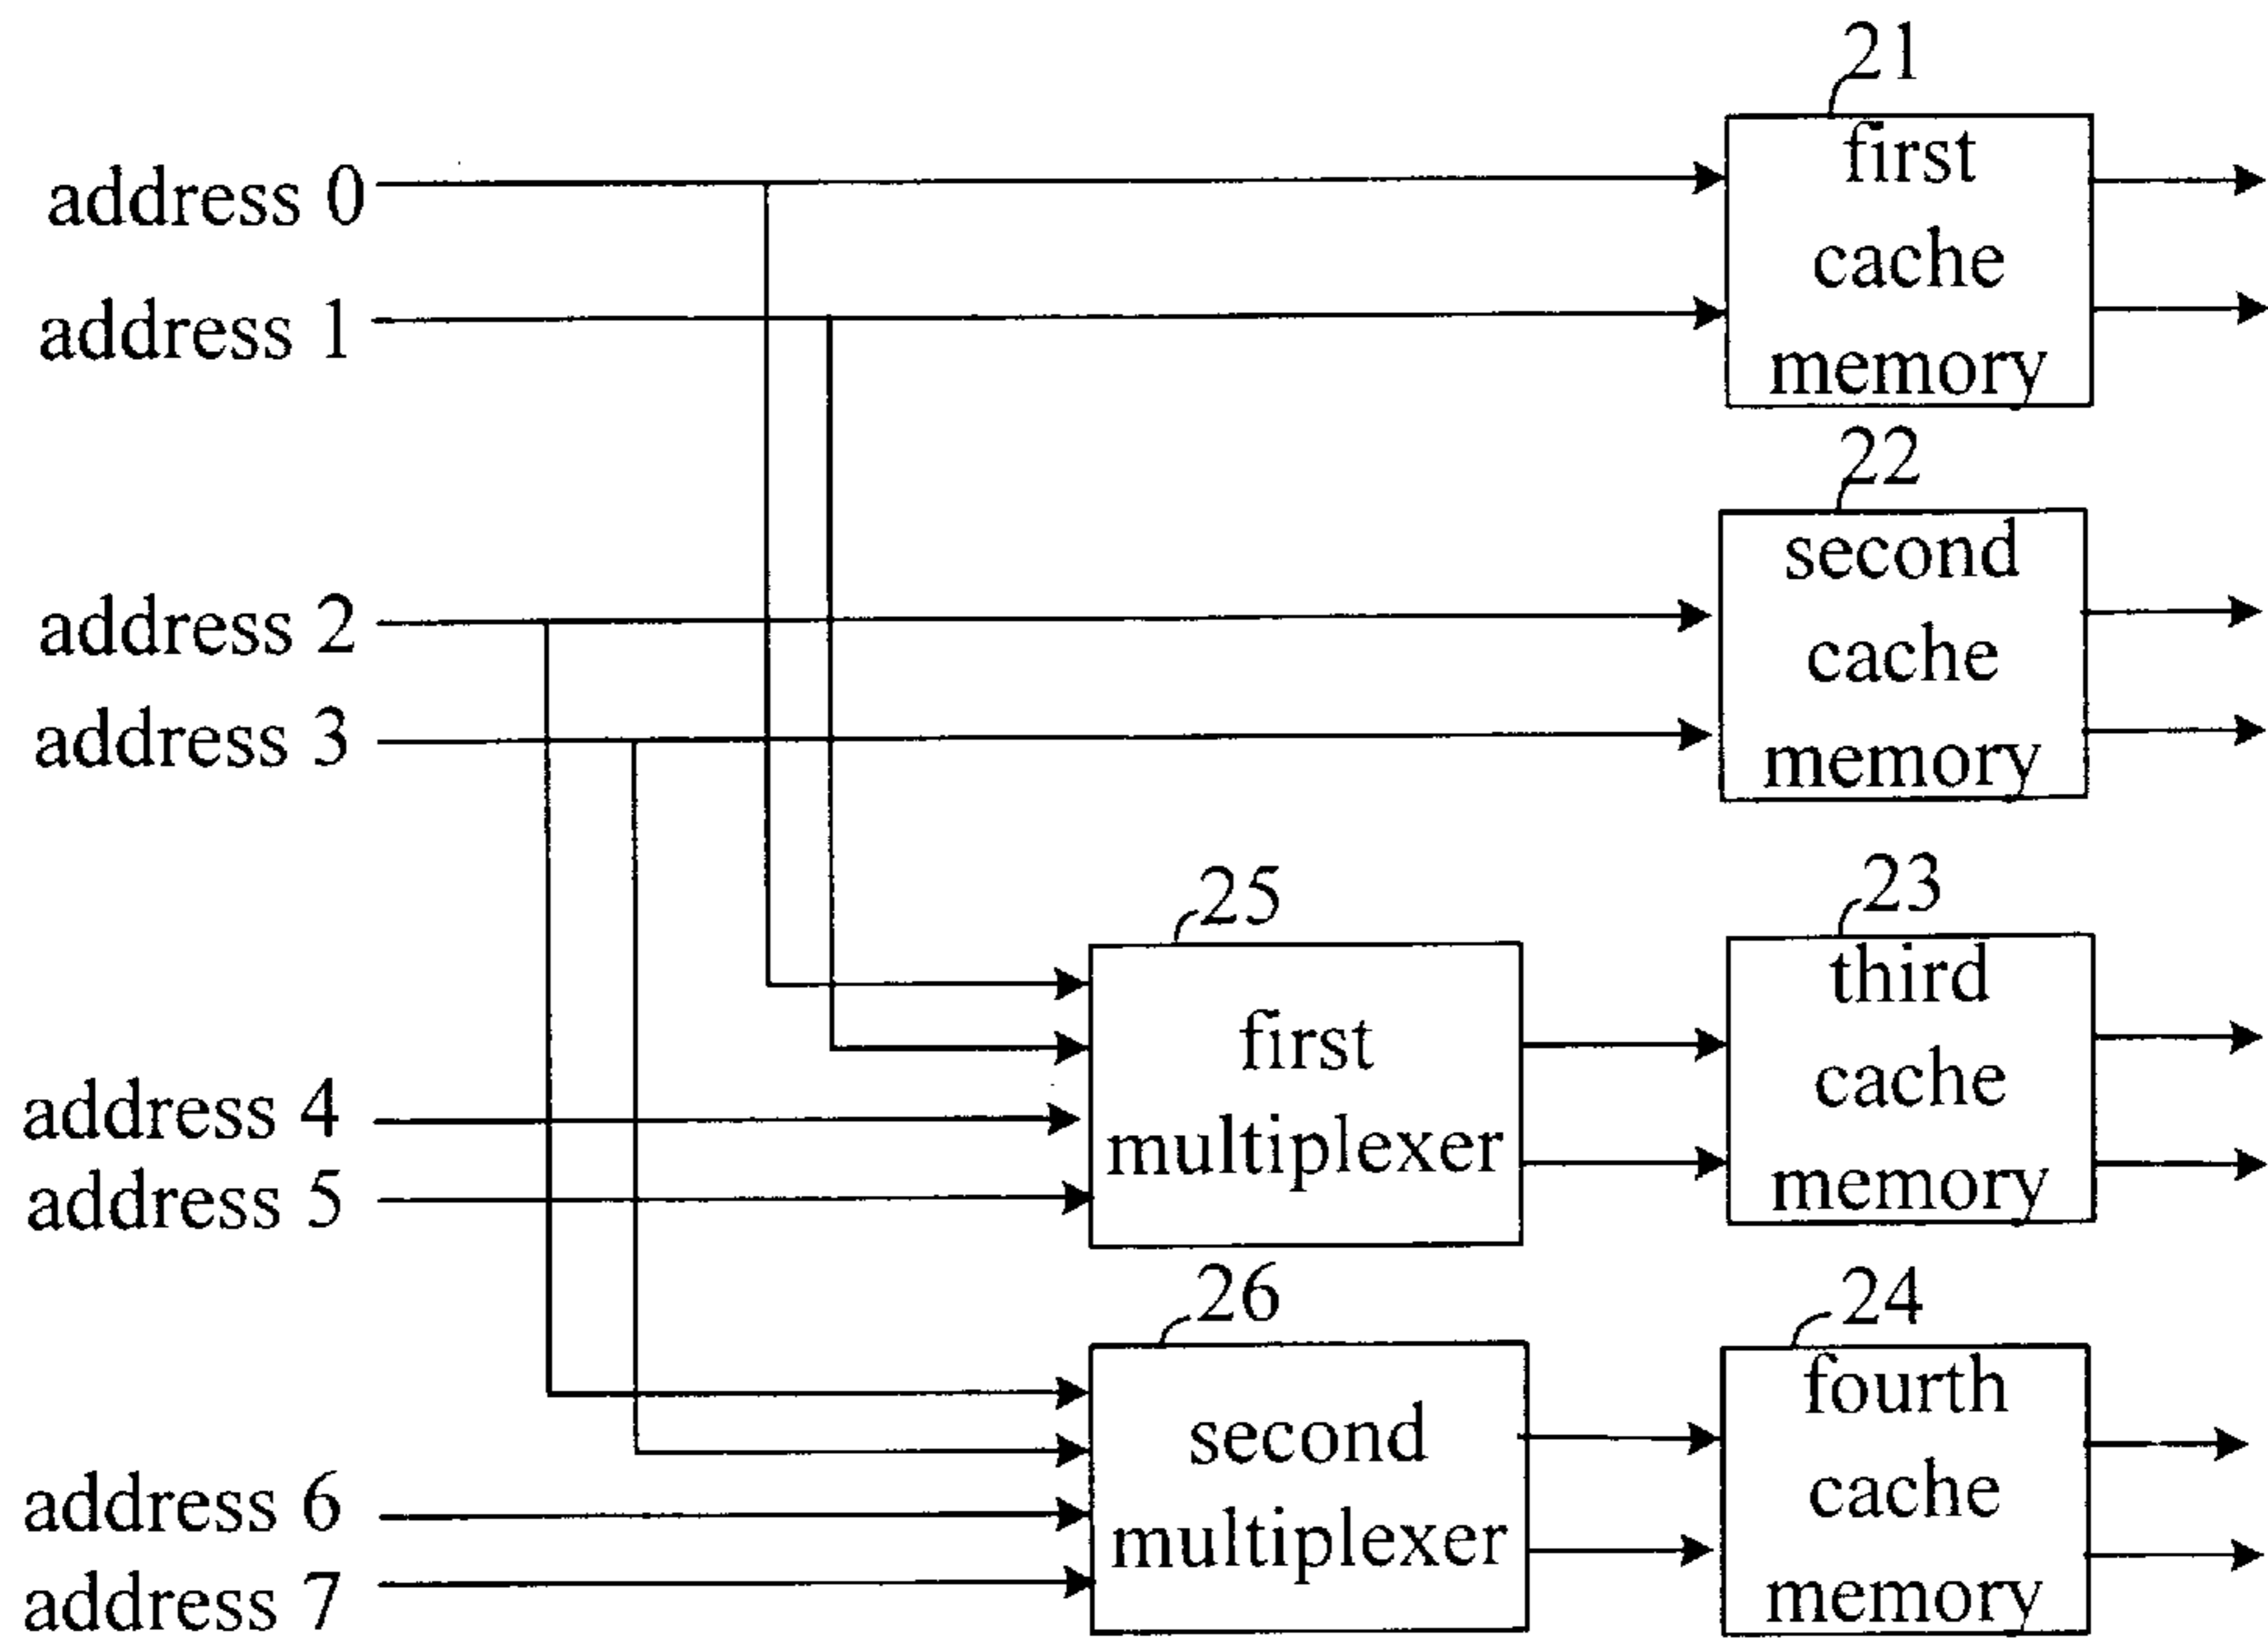 21
first
cache
memory
address 0
address 1
22
second
cache
memory
address 2
address 3
25
first
multiplexer
23
third
cache
memory
address 4
address 5
26
second
multiplexer
24
fourth
cache
memory
address 6
address 7